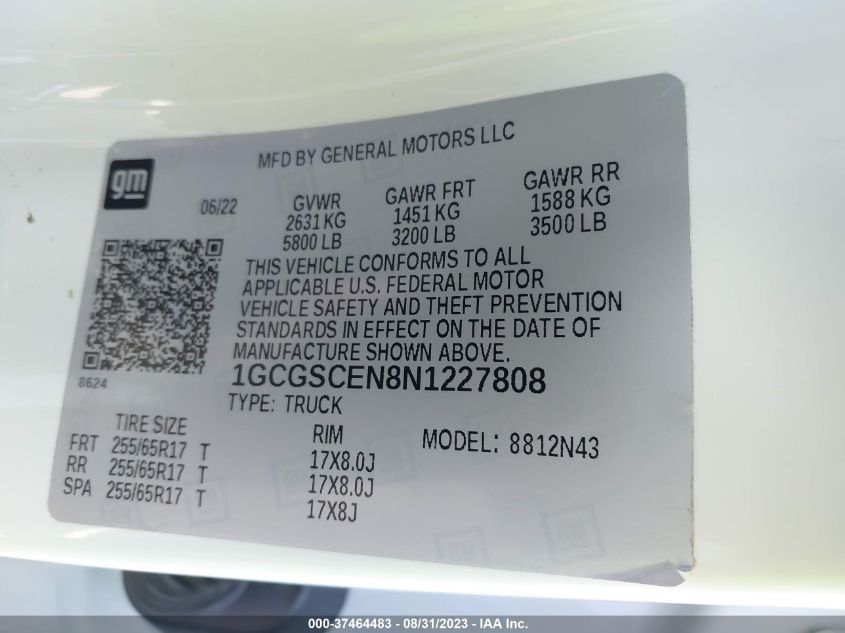 MFD BY GENERAL MOTORS LLC
gm
06/22
GVWR
2631 KG
5800 LB
GAWR FRT
1451 KG
3200 LB
GAWR RR
1588 KG
3500 LB
THIS VEHICLE CONFORMS TO ALL
APPLICABLE U.S. FEDERAL MOTOR
VEHICLE SAFETY AND THEFT PREVENTION
STANDARDS IN EFFECT ON THE DATE OF
MANUFACTURE SHOWN ABOVE.
8624
1GCGSCEN8N1227808
TYPE: TRUCK
TIRE SIZE
RIM
MODEL: 8812N43
FRT 255/65R17 T 17X8.0J
RR 255/65R17 T 17X8.0J
SPA 255/65R17 T 17X8J
000-37464483 - 08/31/2023 - IAA Inc.